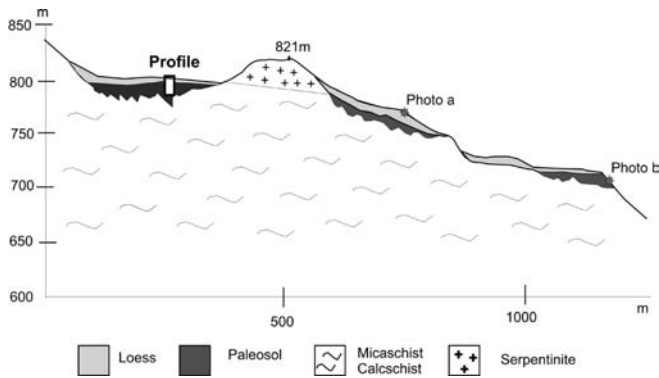 m
850
821m
Profile
800
Photo a
750
Photo b
700
650
600
500
1000
m
Loess
Paleosol
Micaschist
Calcschist
Serpentinite